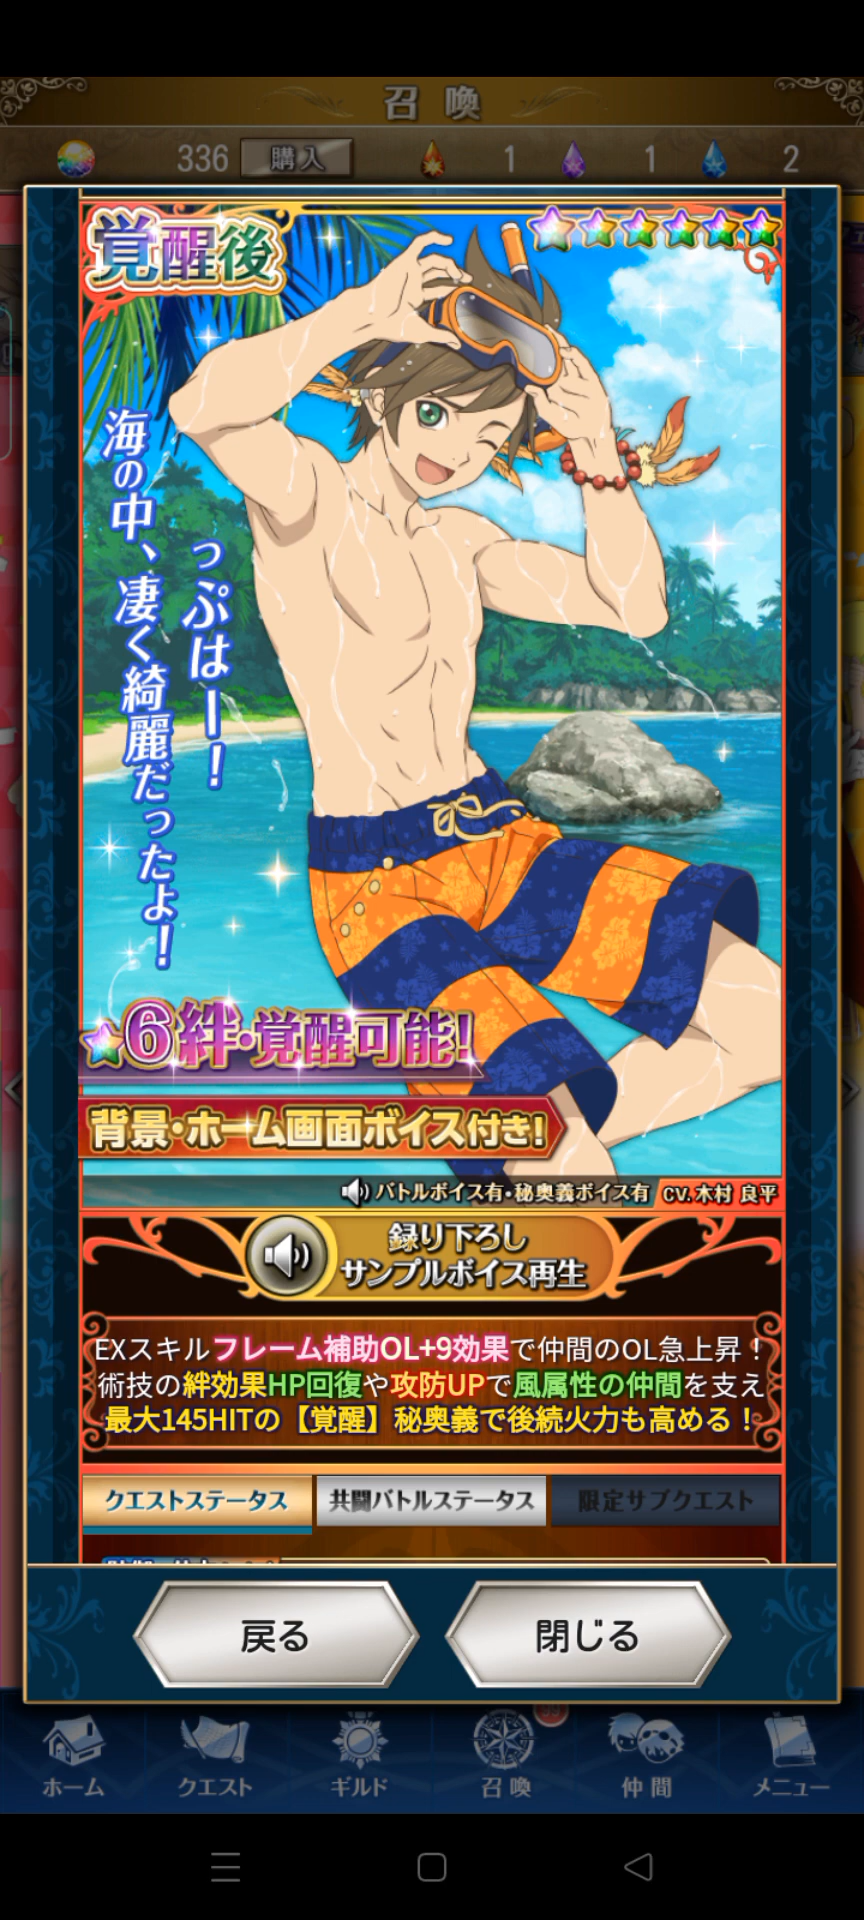 召喚
336
購入
1
1
2
覚醒後
っぷはー！
海の中、凄く綺麗だったよ！
★6絆・覚醒可能！
背景・ホーム画面ボイス付き！
バトルボイス有・秘奥義ボイス有 CV.木村 良平
録り下ろし
サンプルボイス再生
EXスキルフレーム補助OL+9効果で仲間のOL急上昇！
術技の絆効果HP回復や攻防UPで風属性の仲間を支え
最大145HITの【覚醒】秘奥義で後続火力も高める！
クエストステータス
共闘バトルステータス
限定サブクエスト
戻る
閉じる
ホーム
クエスト
ギルド
召喚
仲間
メニュー